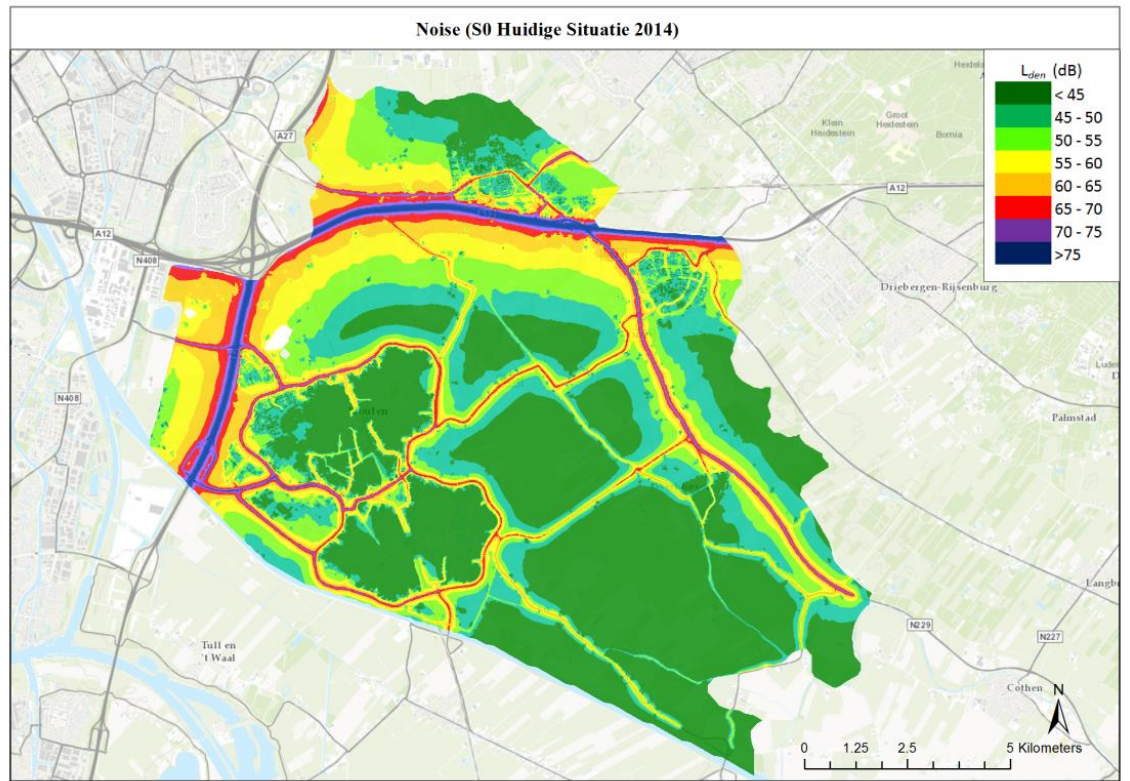 Noise (S0 Huidige Situatie 2014)
Lden (dB)
< 45
45 - 50
50 - 55
55 - 60
60 - 65
65 - 70
70 - 75
>75
Klein
Heidestein
Groot
Heidestein
Bornia
A27
A12
A12
N408
Driebergen-Rijsenburg
N408
Palmstad
Tull en
't Waal
N229
N227
Cothen
N
0 1.25 2.5 5 Kilometers